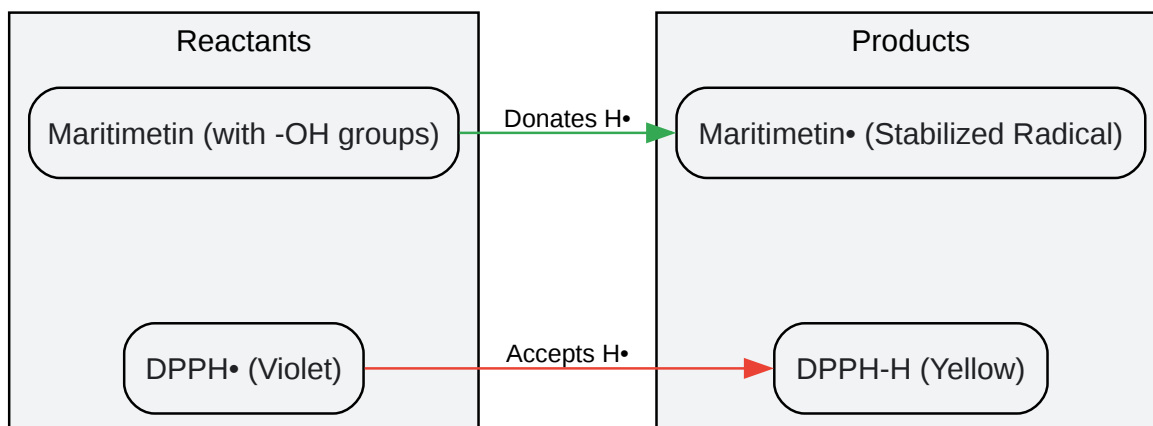 Reactants
Products
Maritimetin (with -OH groups)
Donates H•
Maritimetin• (Stabilized Radical)
DPPH• (Violet)
Accepts H•
DPPH-H (Yellow)